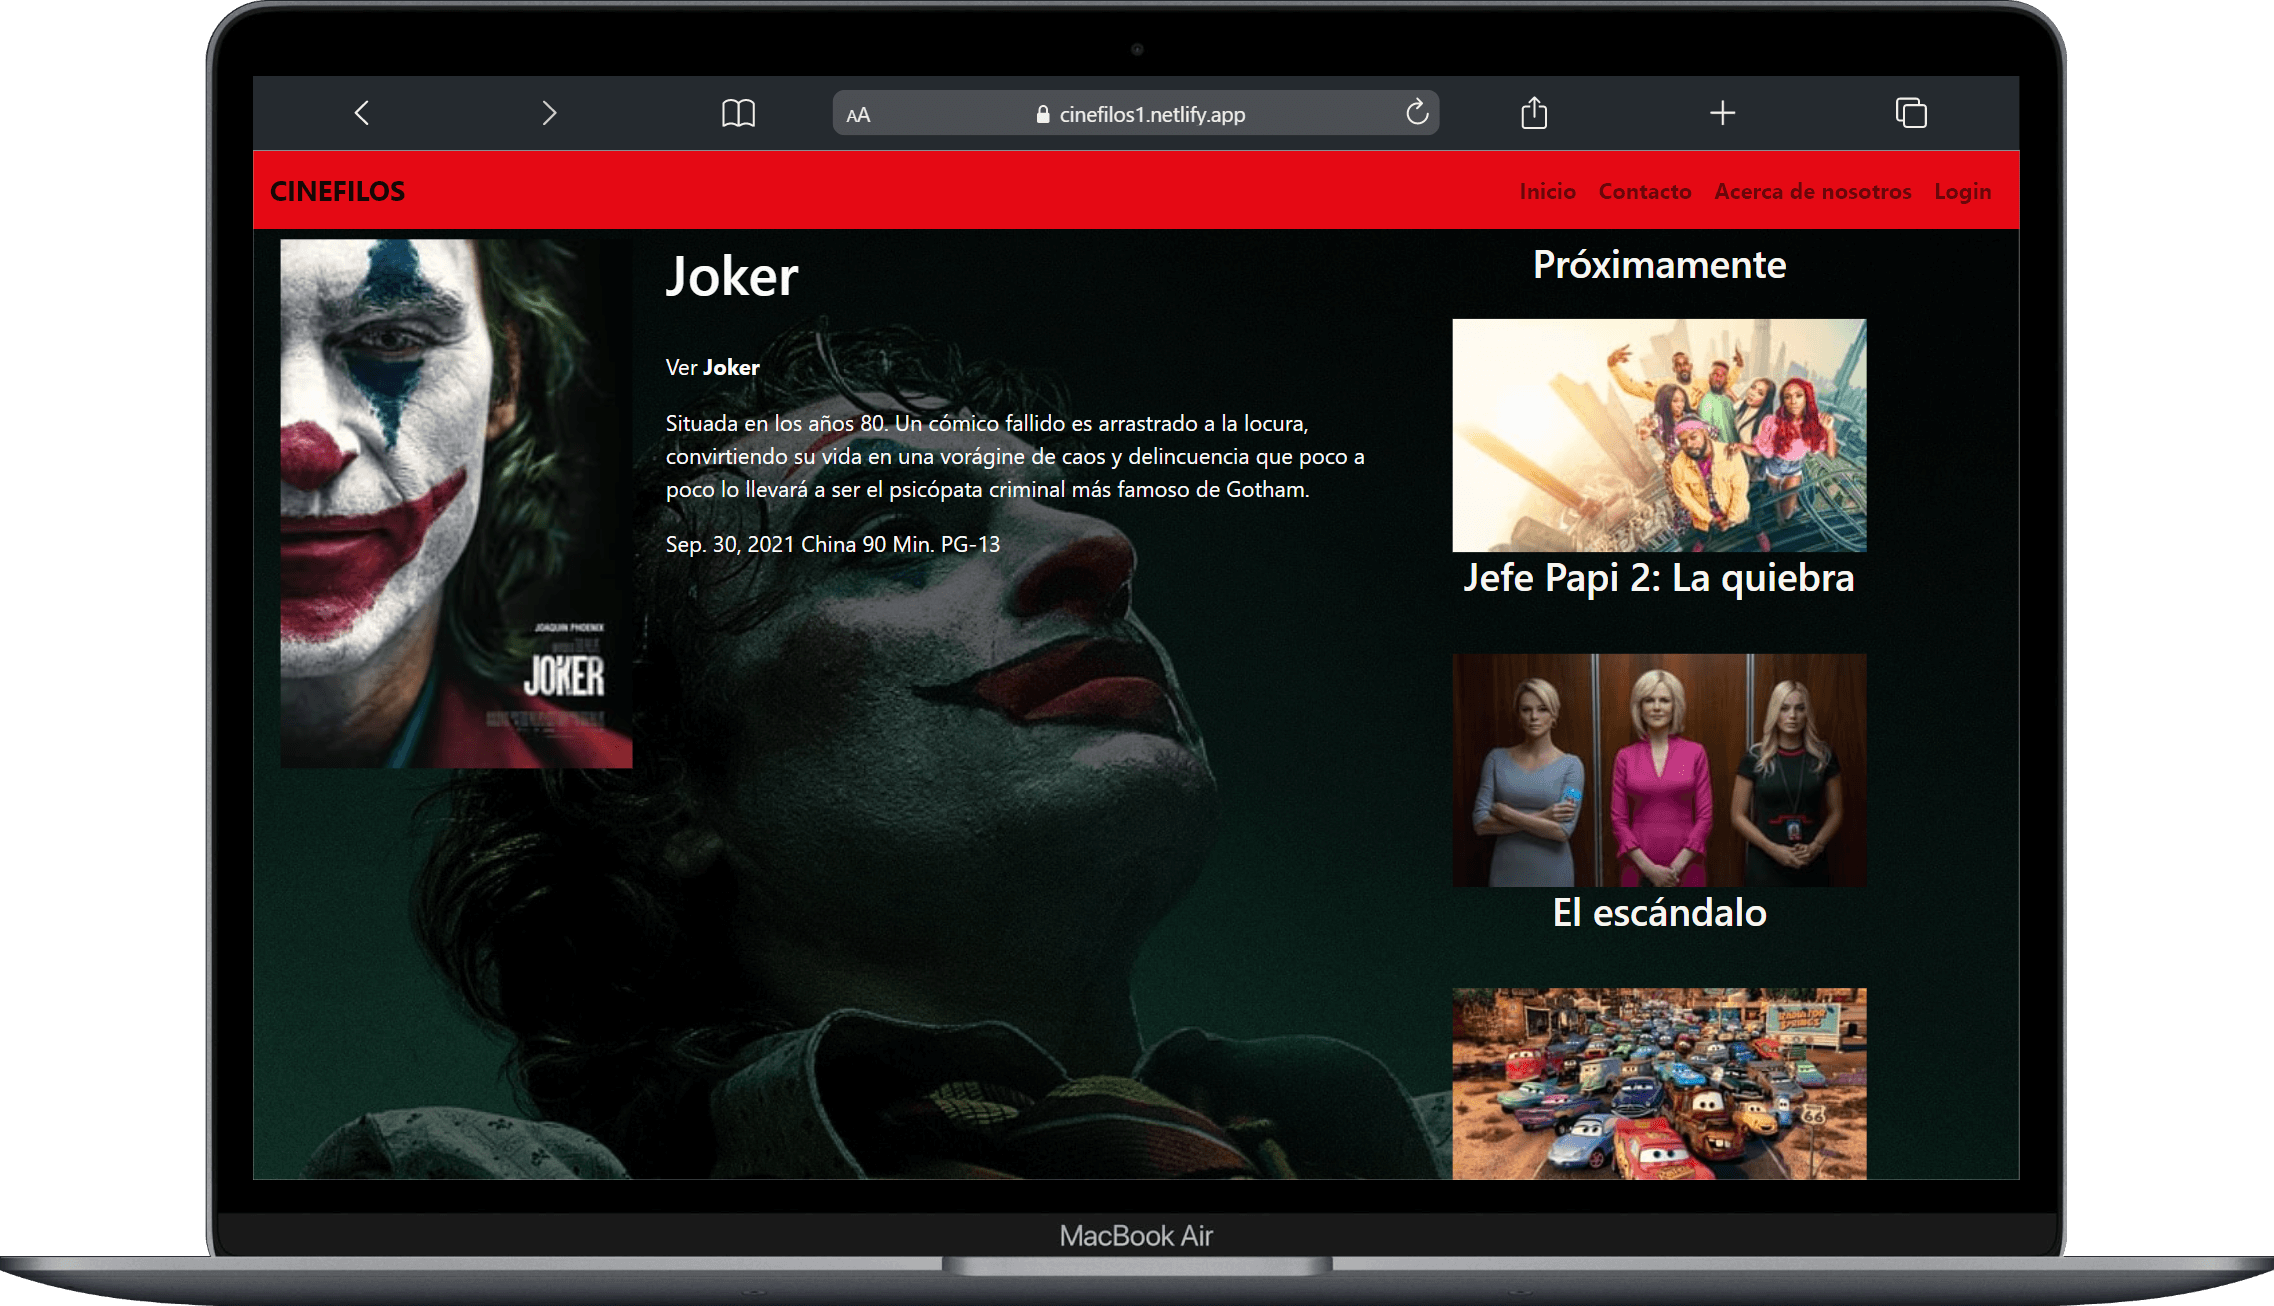 AA
cinefilos1.netlify.app
CINEFILOS
Inicio Contacto Acerca de nosotros Login
Joker
Ver Joker
Situada en los años 80. Un cómico fallido es arrastrado a la locura,
convirtiendo su vida en una vorágine de caos y delincuencia que poco a
poco lo llevará a ser el psicópata criminal más famoso de Gotham.
Sep. 30, 2021 China 90 Min. PG-13
JOAQUIN PHOENIX
JOKER
Próximamente
Jefe Papi 2: La quiebra
El escándalo
RADIATOR
SPRINGS
66
MacBook Air